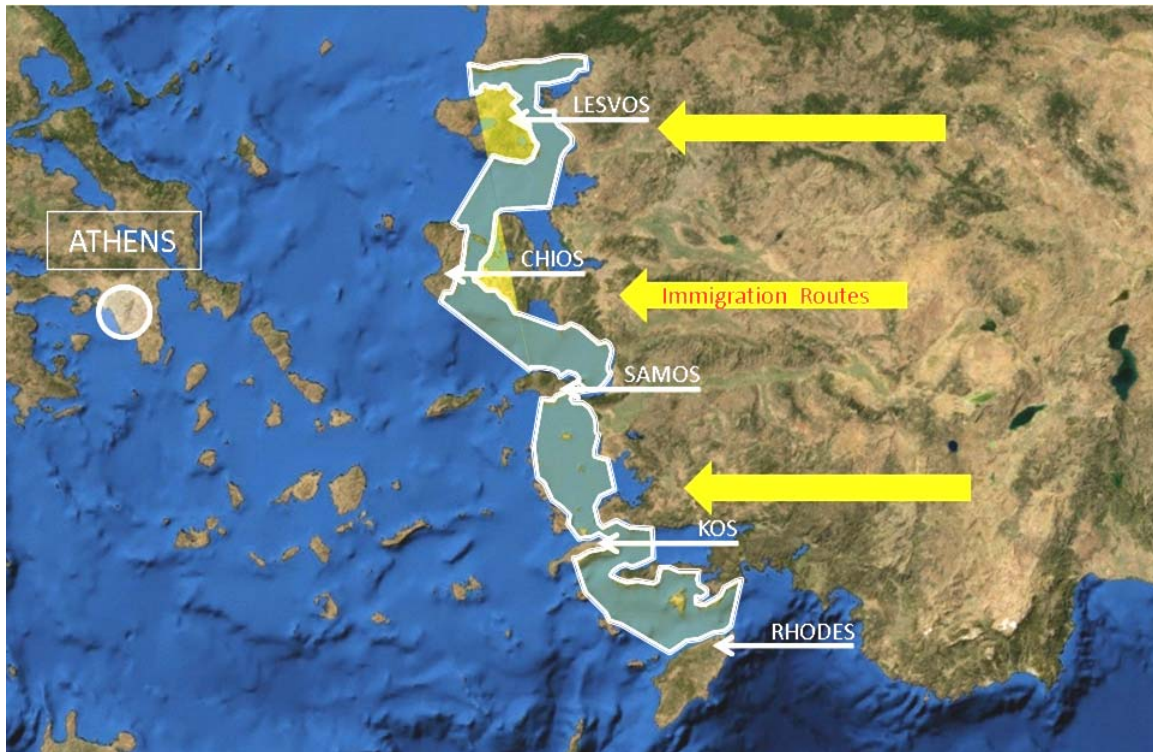 LESVOS
ATHENS
CHIOS
Immigration Routes
SAMOS
KOS
RHODES